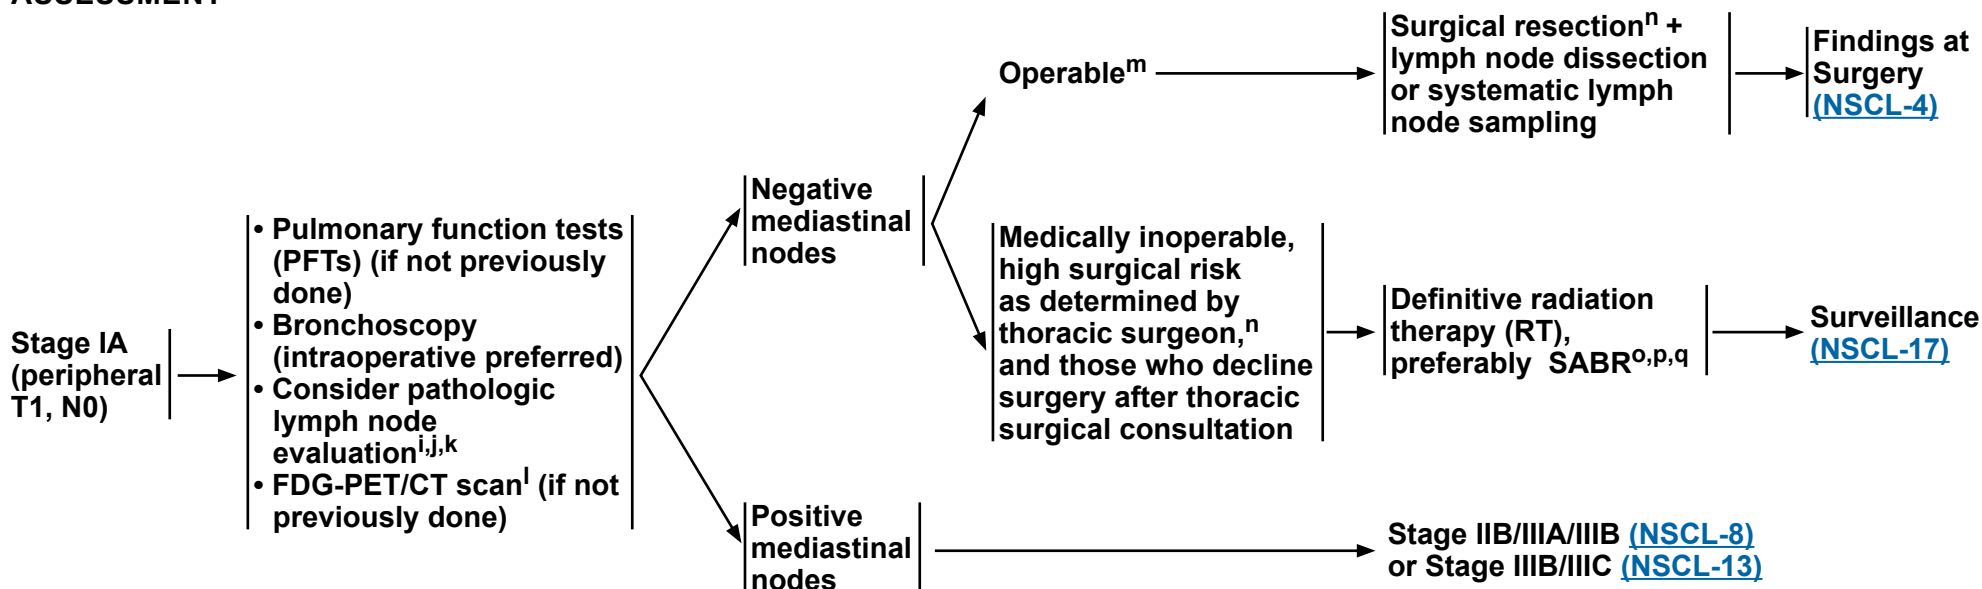 Stage IA
(peripheral
T1, N0)
• Pulmonary function tests
(PFTs) (if not previously
done)
• Bronchoscopy
(intraoperative preferred)
• Consider pathologic
lymph node
evaluationi,j,k
• FDG-PET/CT scanl (if not
previously done)
Negative
mediastinal
nodes
Operablem
Surgical resectionn +
lymph node dissection
or systematic lymph
node sampling
Findings at
Surgery
(NSCL-4)
Medically inoperable,
high surgical risk
as determined by
thoracic surgeon,n
and those who decline
surgery after thoracic
surgical consultation
Definitive radiation
therapy (RT),
preferably SABRo,p,q
Surveillance
(NSCL-17)
Positive
mediastinal
nodes
Stage IIB/IIIA/IIIB (NSCL-8)
or Stage IIIB/IIIC (NSCL-13)